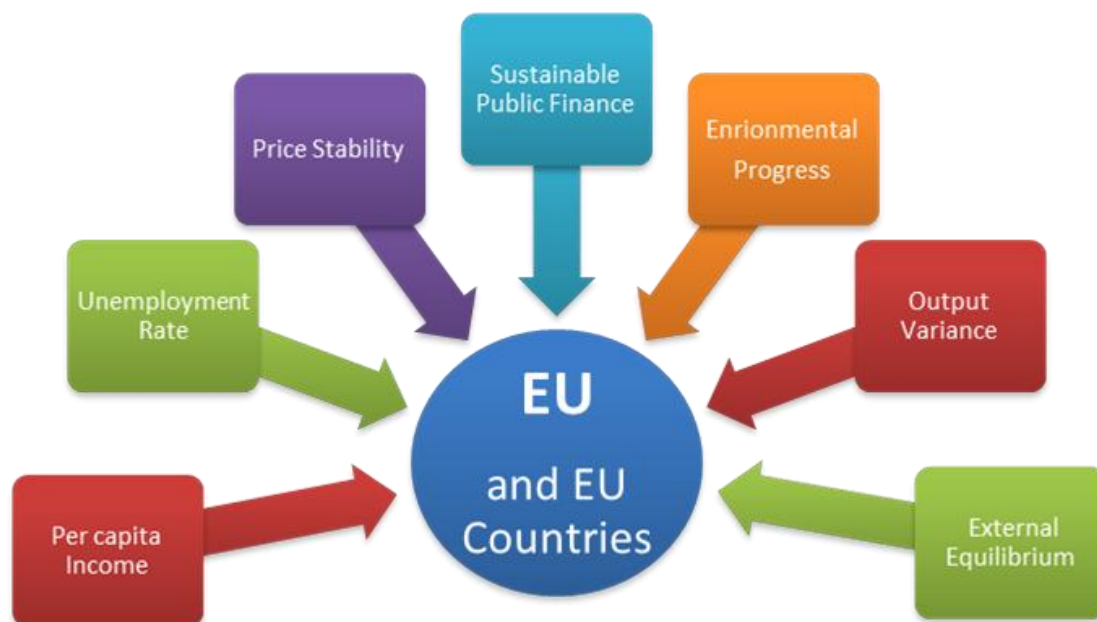 Sustainable
Public Finance
Price Stability
Enrionmental
Progress
Unemployment
Rate
Output
Variance
EU
and EU
Countries
Per capita
Income
External
Equilibrium